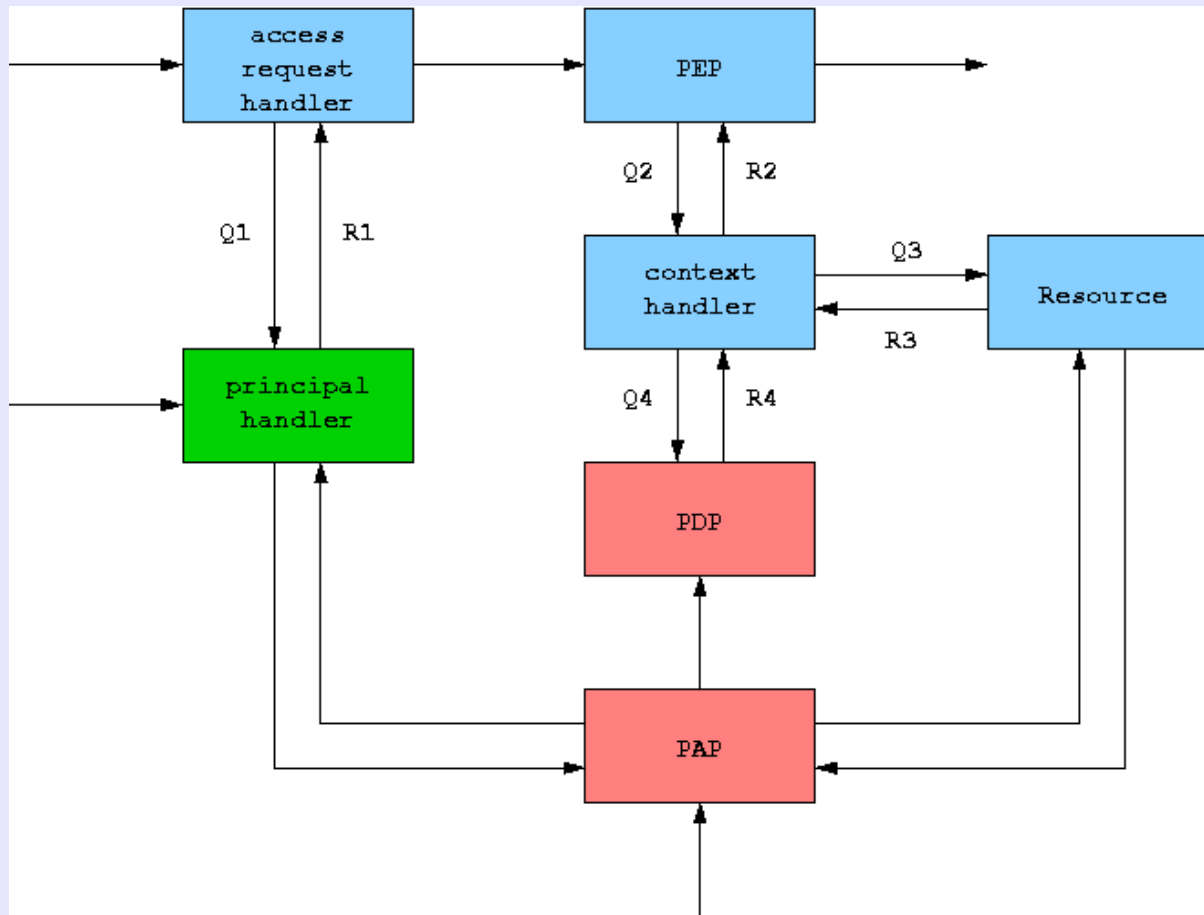 access
request
handler
PEP
Q2
R2
Q1
R1
context
handler
Q3
Resource
R3
principal
handler
Q4
R4
PDP
PAP